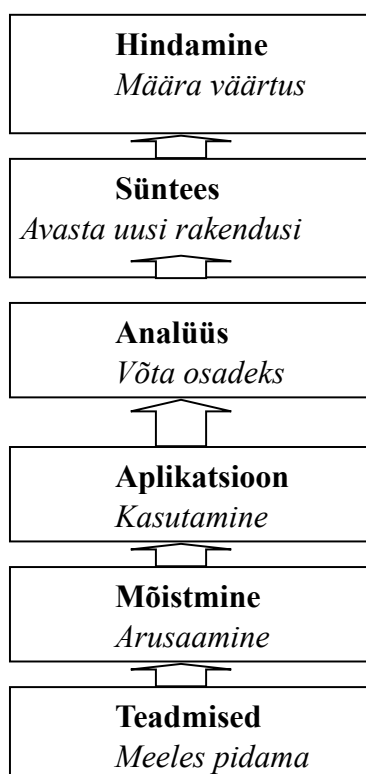 Hindamine
Määra väärtus
Süntees
Avasta uusi rakendusi
Analüüs
Võta osadeks
Aplikatsioon
Kasutamine
Mõistmine
Arusaamine
Teadmised
Meeles pidama